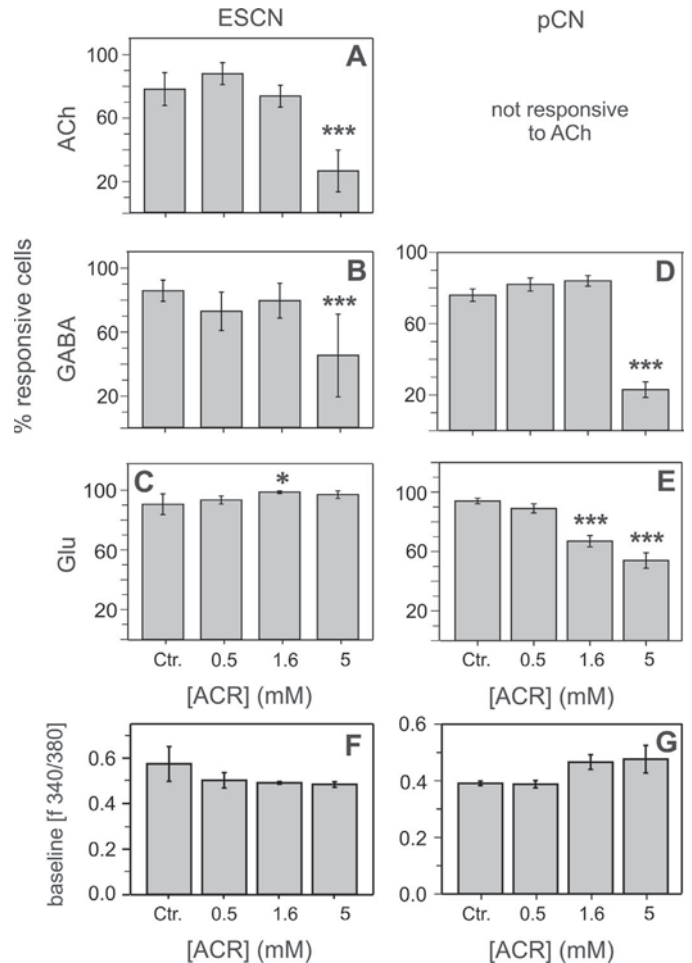 ESCN
pCN
% responsive cells
ACh
100
60
20
A
***
not responsive
to ACh
GABA
100
60
20
B
***
100
60
20
D
***
Glu
100
60
20
C
*
100
60
20
E
***
***
Ctr. 0.5 1.6 5
[ACR] (mM)
Ctr. 0.5 1.6 5
[ACR] (mM)
baseline [f 340/380]
0.6
0.4
0.2
0.0
F
0.6
0.4
0.2
0.0
G
Ctr. 0.5 1.6 5
[ACR] (mM)
Ctr. 0.5 1.6 5
[ACR] (mM)